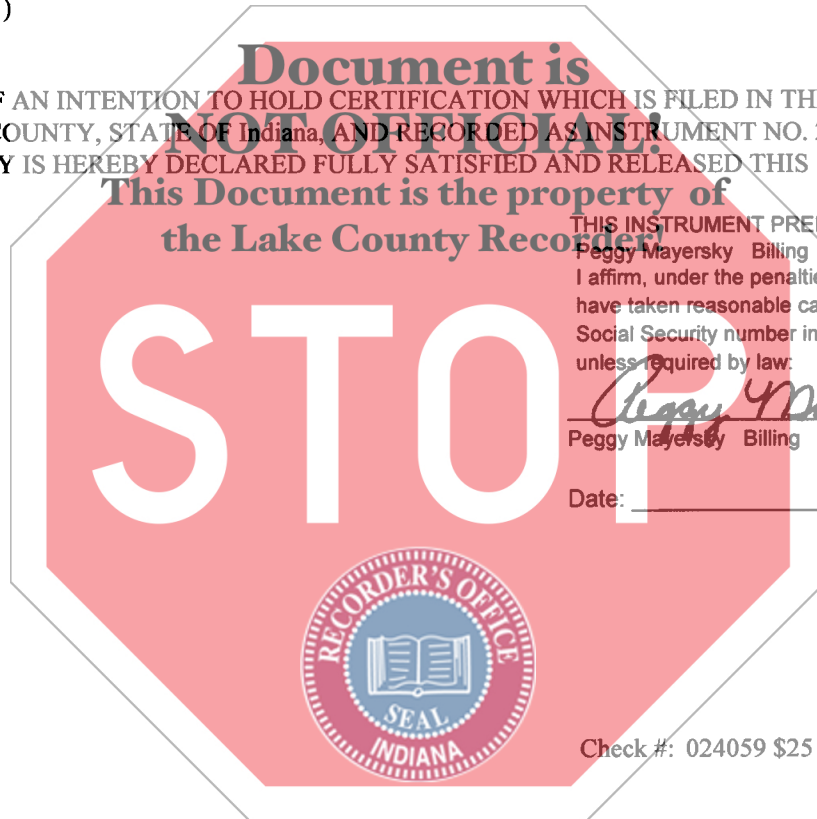 )
Document is
F AN INTENTION TO HOLD CERTIFICATION WHICH IS FILED IN TH
NOT OFFICIAL!
COUNTY, STATE OF Indiana, AND RECORDED AS INSTRUMENT NO.
Y IS HEREBY DECLARED FULLY SATISFIED AND RELEASED THIS
This Document is the property of
the Lake County Recorder!
THIS INSTRUMENT PRE
Peggy Mayersky Billing
I affirm, under the penaltie
have taken reasonable ca
Social Security number in
unless required by law:
Peggy M
Peggy Mayersky Billing
Date:
STOP
RECORDER'S OFFICE
SEAL
INDIANA
Check #: 024059 $25